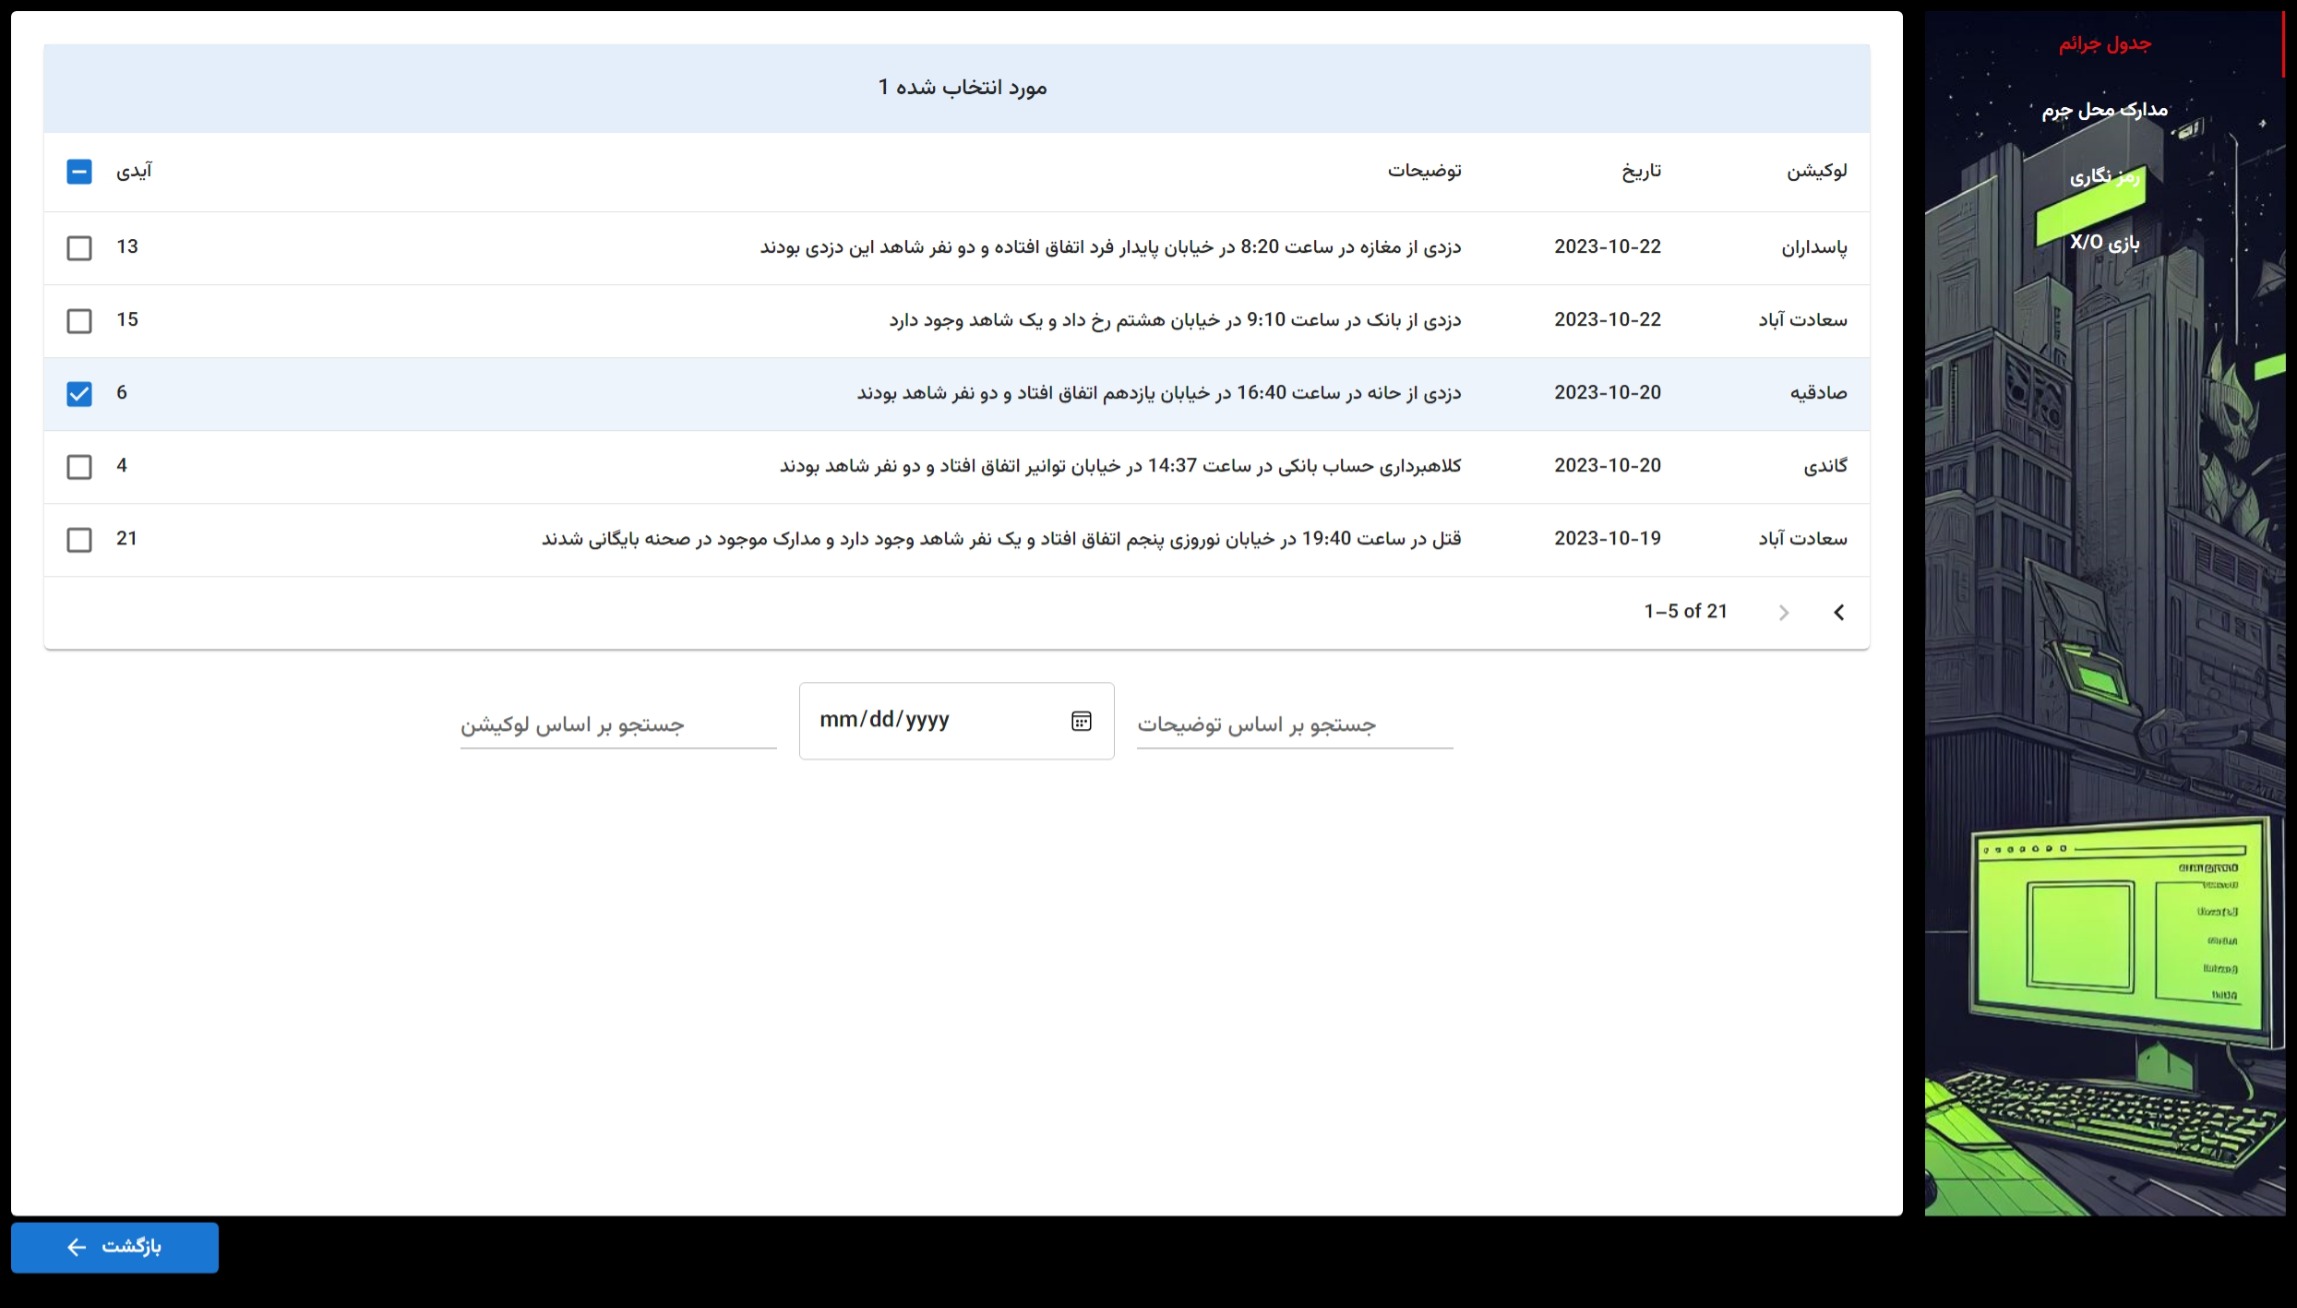 جدول جرائم
مدارک محل جرم
رمز نگاری
بازی X/O
مورد انتخاب شده 1
لوکیشن تاریخ توضیحات آیدی
پاسداران 2023-10-22 دزدی از مغازه در ساعت 8:20 در خیابان پایدار فرد اتفاق افتاده و دو نفر شاهد این دزدی بودند 13
سعادت آباد 2023-10-22 دزدی از بانک در ساعت 9:10 در خیابان هشتم رخ داد و یک شاهد وجود دارد 15
صادقیه 2023-10-20 دزدی از حانه در ساعت 16:40 در خیابان یازدهم اتفاق افتاد و دو نفر شاهد بودند 6
گاندی 2023-10-20 کلاهبرداری حساب بانکی در ساعت 14:37 در خیابان توانیر اتفاق افتاد و دو نفر شاهد بودند 4
سعادت آباد 2023-10-19 قتل در ساعت 19:40 در خیابان نوروزی پنجم اتفاق افتاد و یک نفر شاهد وجود دارد و مدارک موجود در صحنه بایگانی شدند 21
1–5 of 21
جستجو بر اساس توضیحات mm/dd/yyyy جستجو بر اساس لوکیشن
بازگشت